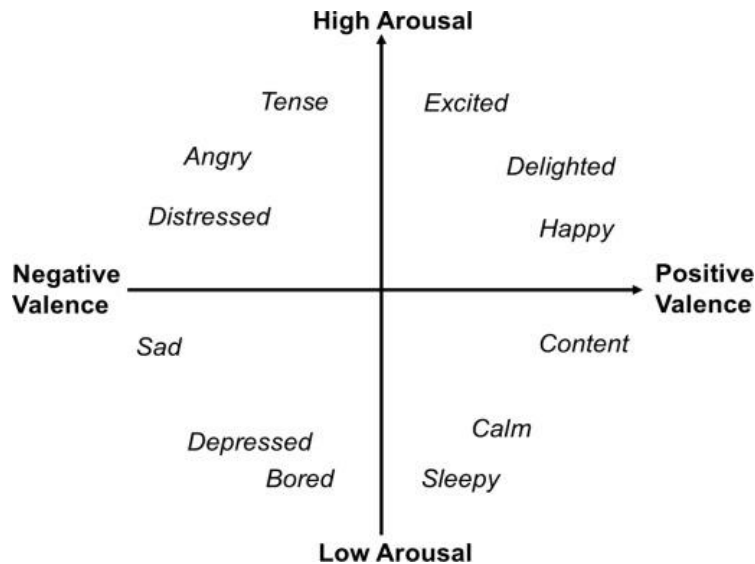 High Arousal
Tense
Excited
Angry
Delighted
Distressed
Happy
Negative
Valence
Positive
Valence
Sad
Content
Calm
Depressed
Bored
Sleepy
Low Arousal